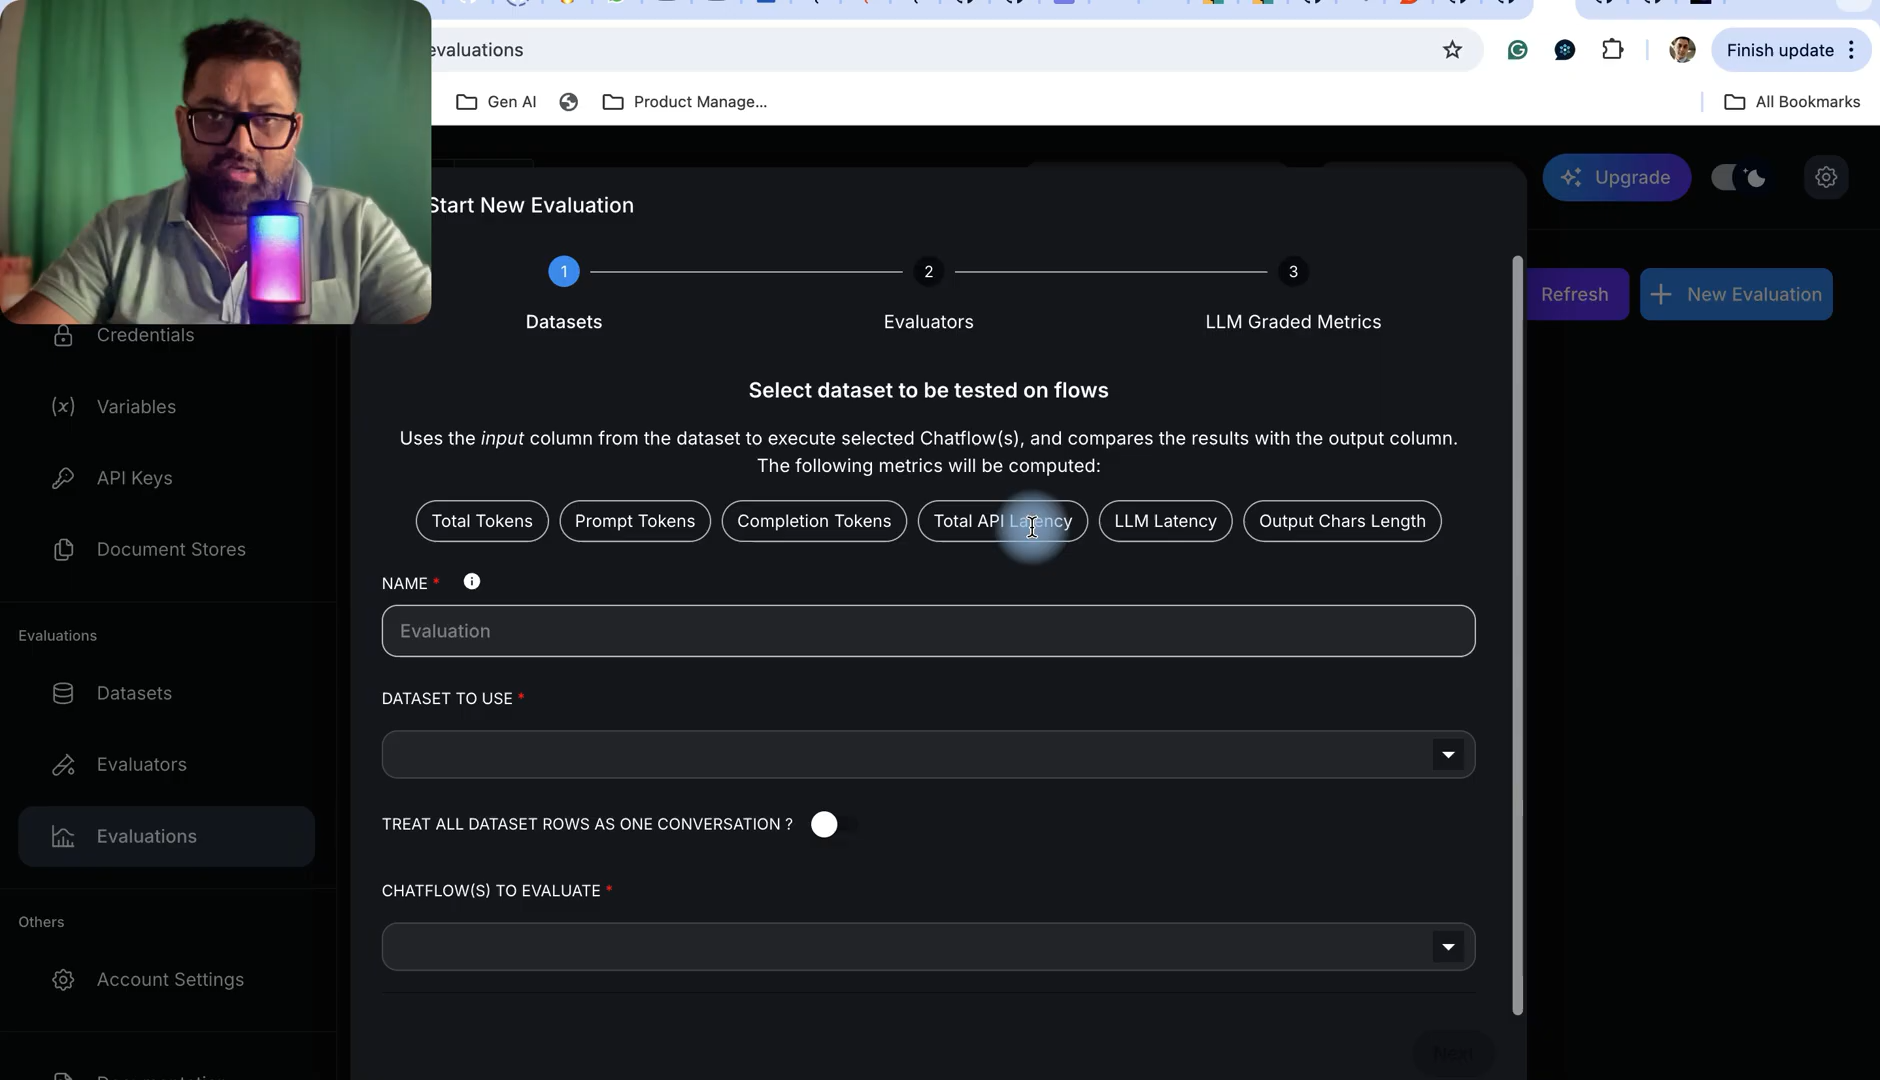 evaluations
Finish update
Gen AI
Product Manage...
All Bookmarks
Upgrade
Start New Evaluation
1
2
3
Datasets
Evaluators
LLM Graded Metrics
Refresh
New Evaluation
Select dataset to be tested on flows
Uses the input column from the dataset to execute selected Chatflow(s), and compares the results with the output column.
The following metrics will be computed:
Total Tokens
Prompt Tokens
Completion Tokens
Total API Latency
LLM Latency
Output Chars Length
NAME *
Evaluation
DATASET TO USE *
TREAT ALL DATASET ROWS AS ONE CONVERSATION ?
CHATFLOW(S) TO EVALUATE *
Next
Credentials
Variables
API Keys
Document Stores
Evaluations
Datasets
Evaluators
Evaluations
Others
Account Settings